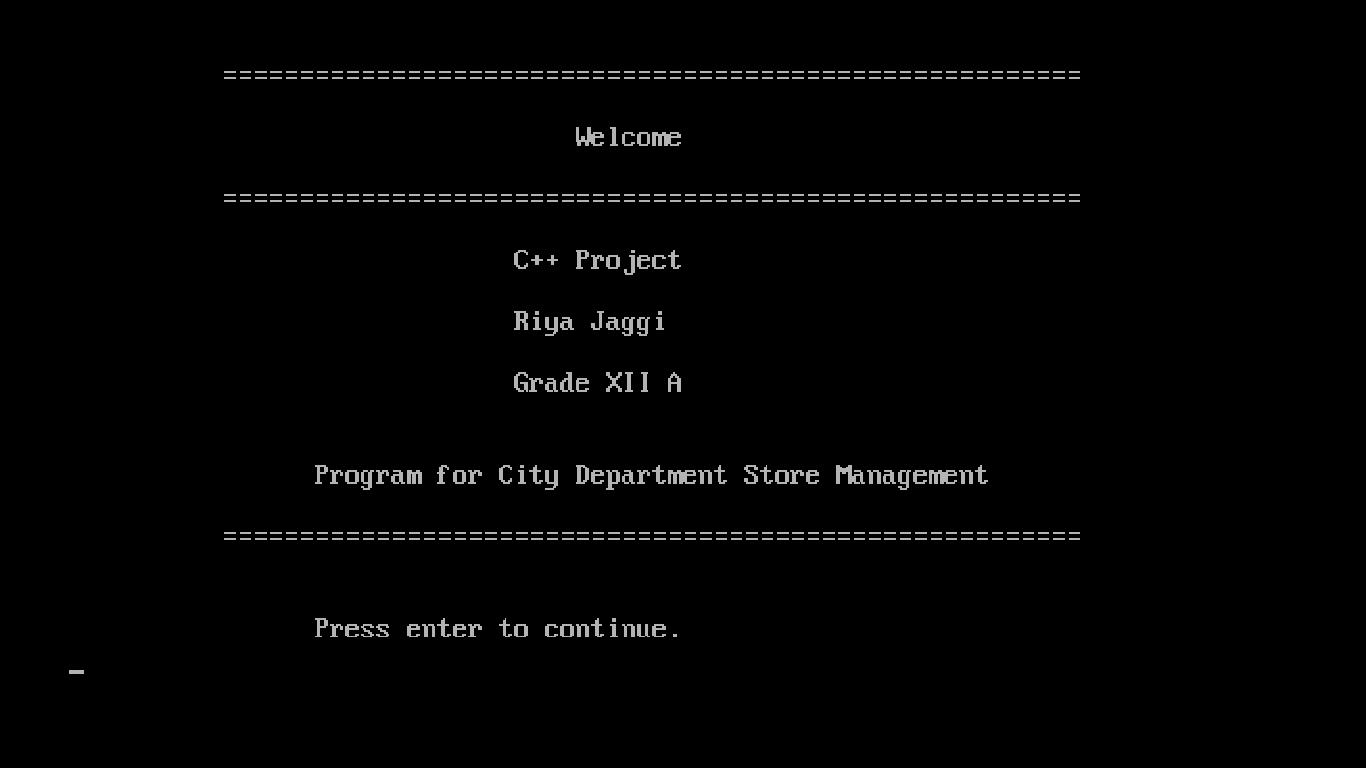 ========================================================
Welcome
========================================================
C++ Project
Riya Jaggi
Grade XII A
Program for City Department Store Management
========================================================
Press enter to continue.
_